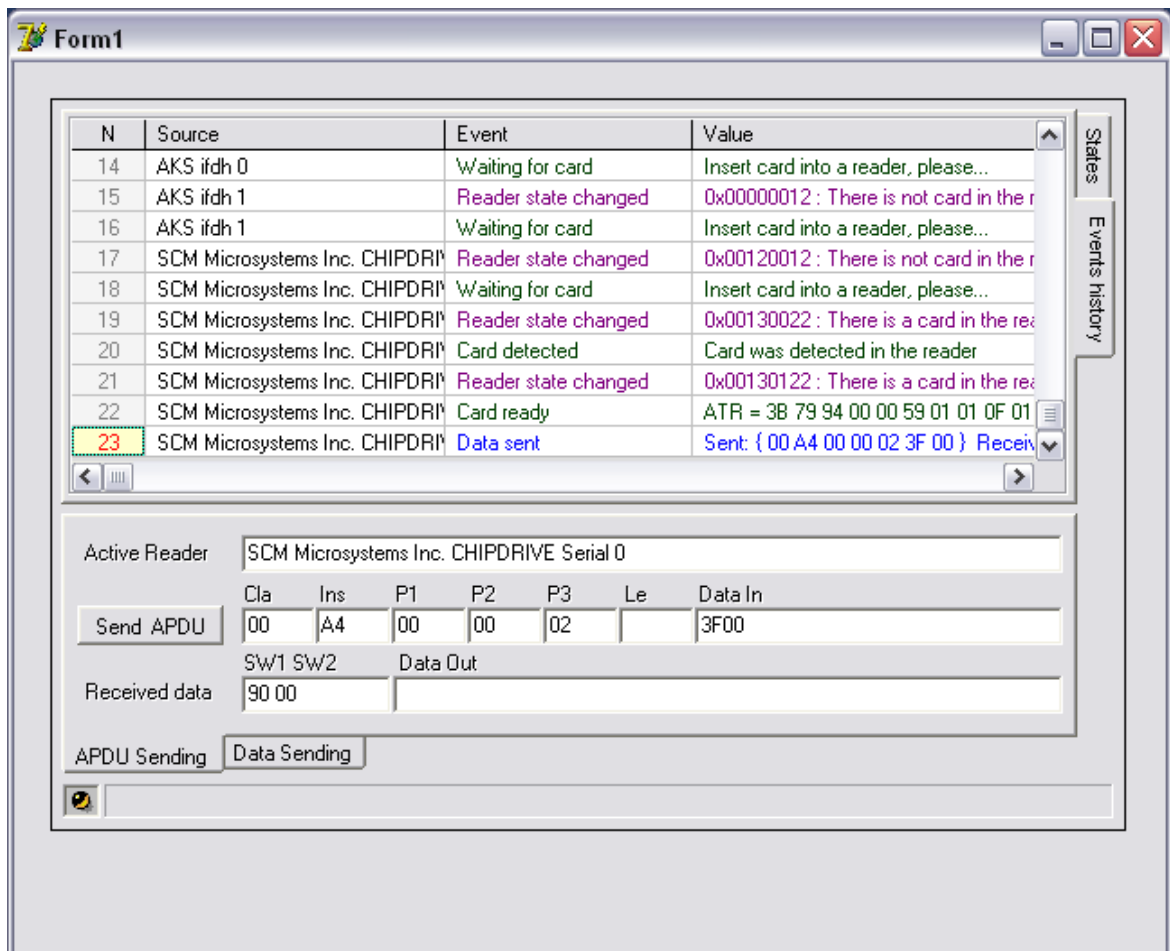 Form1
N Source Event Value
14 AKS ifdh 0 Waiting for card Insert card into a reader, please...
15 AKS ifdh 1 Reader state changed 0x00000012 : There is not card in the r
16 AKS ifdh 1 Waiting for card Insert card into a reader, please...
17 SCM Microsystems Inc. CHIPDRI Reader state changed 0x00120012 : There is not card in the r
18 SCM Microsystems Inc. CHIPDRI Waiting for card Insert card into a reader, please...
19 SCM Microsystems Inc. CHIPDRI Reader state changed 0x00130022 : There is a card in the rea
20 SCM Microsystems Inc. CHIPDRI Card detected Card was detected in the reader
21 SCM Microsystems Inc. CHIPDRI Reader state changed 0x00130122 : There is a card in the rea
22 SCM Microsystems Inc. CHIPDRI Card ready ATR = 3B 79 94 00 00 59 01 01 0F 01
23 SCM Microsystems Inc. CHIPDRI Data sent Sent: { 00 A4 00 00 02 3F 00 } Receiv
States
Events history
Active Reader SCM Microsystems Inc. CHIPDRIVE Serial 0
Cla Ins P1 P2 P3 Le Data In
Send APDU 00 A4 00 00 02 3F00
SW1 SW2 Data Out
Received data 90 00
APDU Sending Data Sending